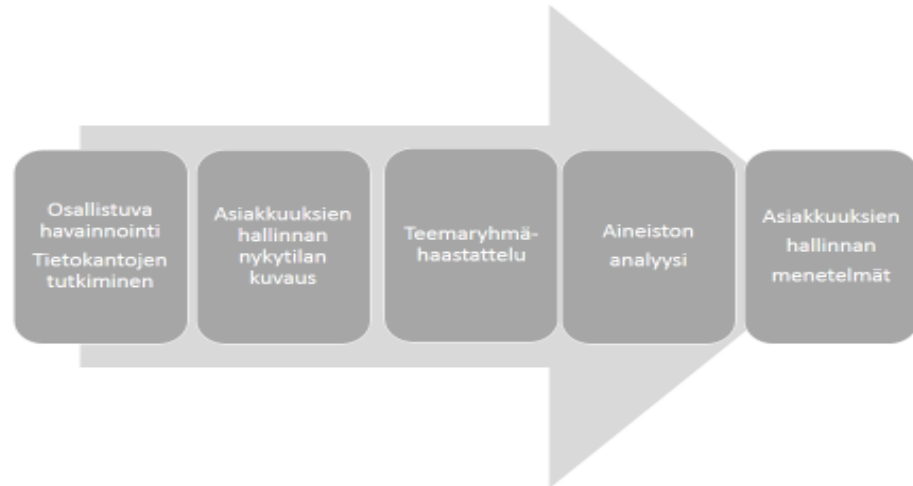 Osallistuva
havainnointi
Tietokantojen
tutkiminen
Asiakkuuksien
hallinnan
nykytilan
kuvaus
Teemaryhmä-
haastattelu
Aineiston
analyysi
Asiakkuuksien
hallinnan
menetelmät